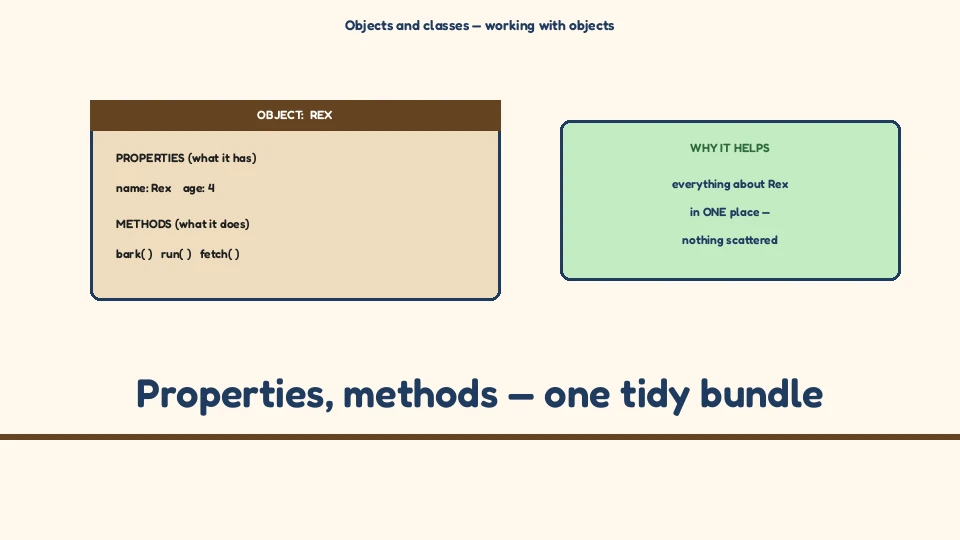 Objects and classes — working with objects
OBJECT: REX
PROPERTIES (what it has)
name: Rex age: 4
METHODS (what it does)
bark( ) run( ) fetch( )
WHY IT HELPS
everything about Rex
in ONE place —
nothing scattered
Properties, methods — one tidy bundle